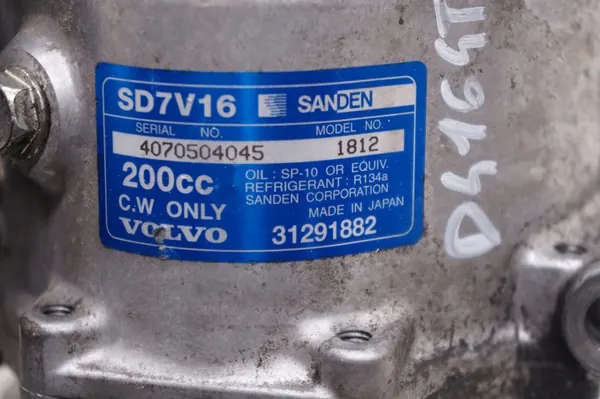 SD7V16 SANDEN
SERIAL NO. MODEL NO.
4070504045 1812
200cc OIL : SP-10 OR EQUIV.
REFRIGERANT : R134a
SANDEN CORPORATION
C.W ONLY MADE IN JAPAN
VOLVO 31291882
D4164T